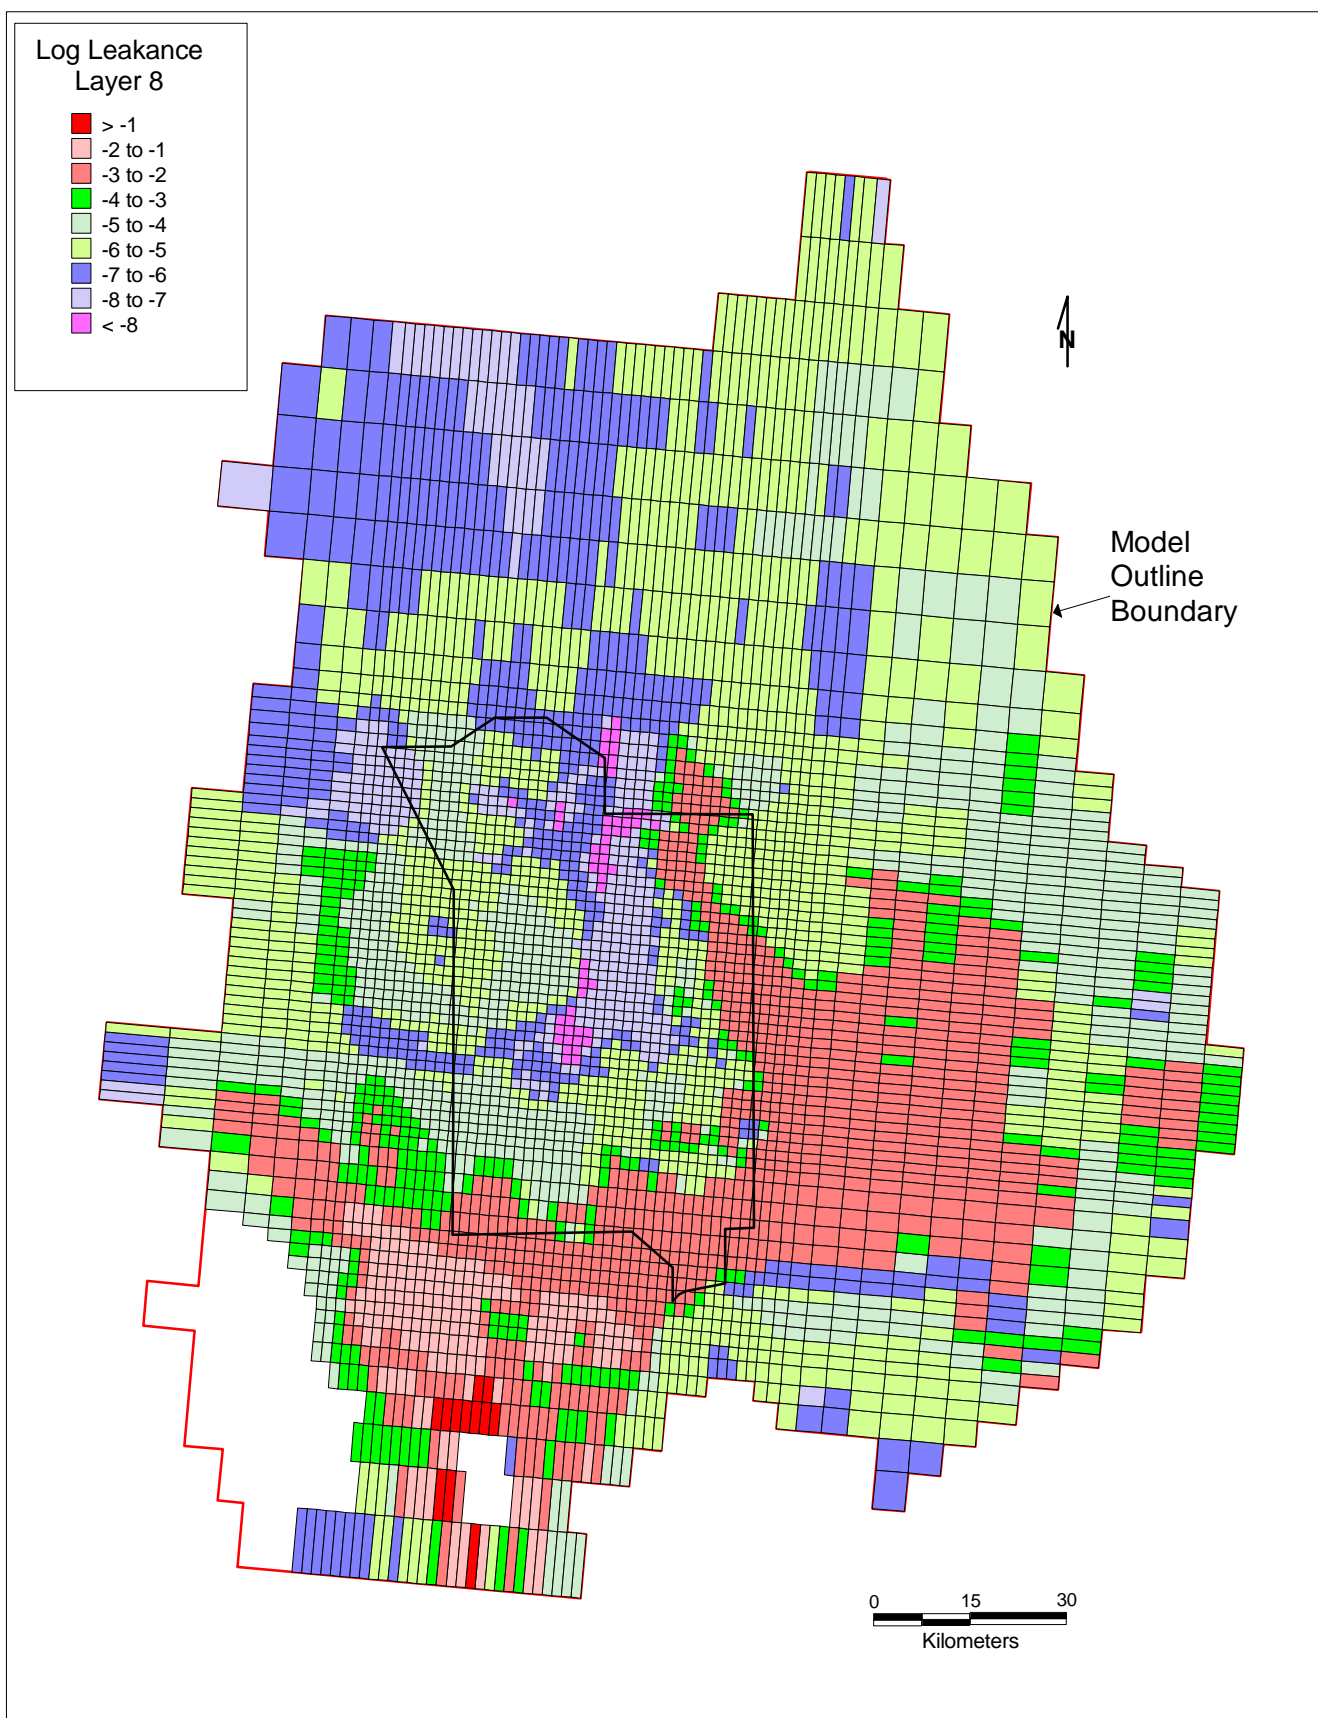 Log Leakance
Layer 8
> -1
-2 to -1
-3 to -2
-4 to -3
-5 to -4
-6 to -5
-7 to -6
-8 to -7
< -8
N
Model
Outline
Boundary
0 15 30
Kilometers